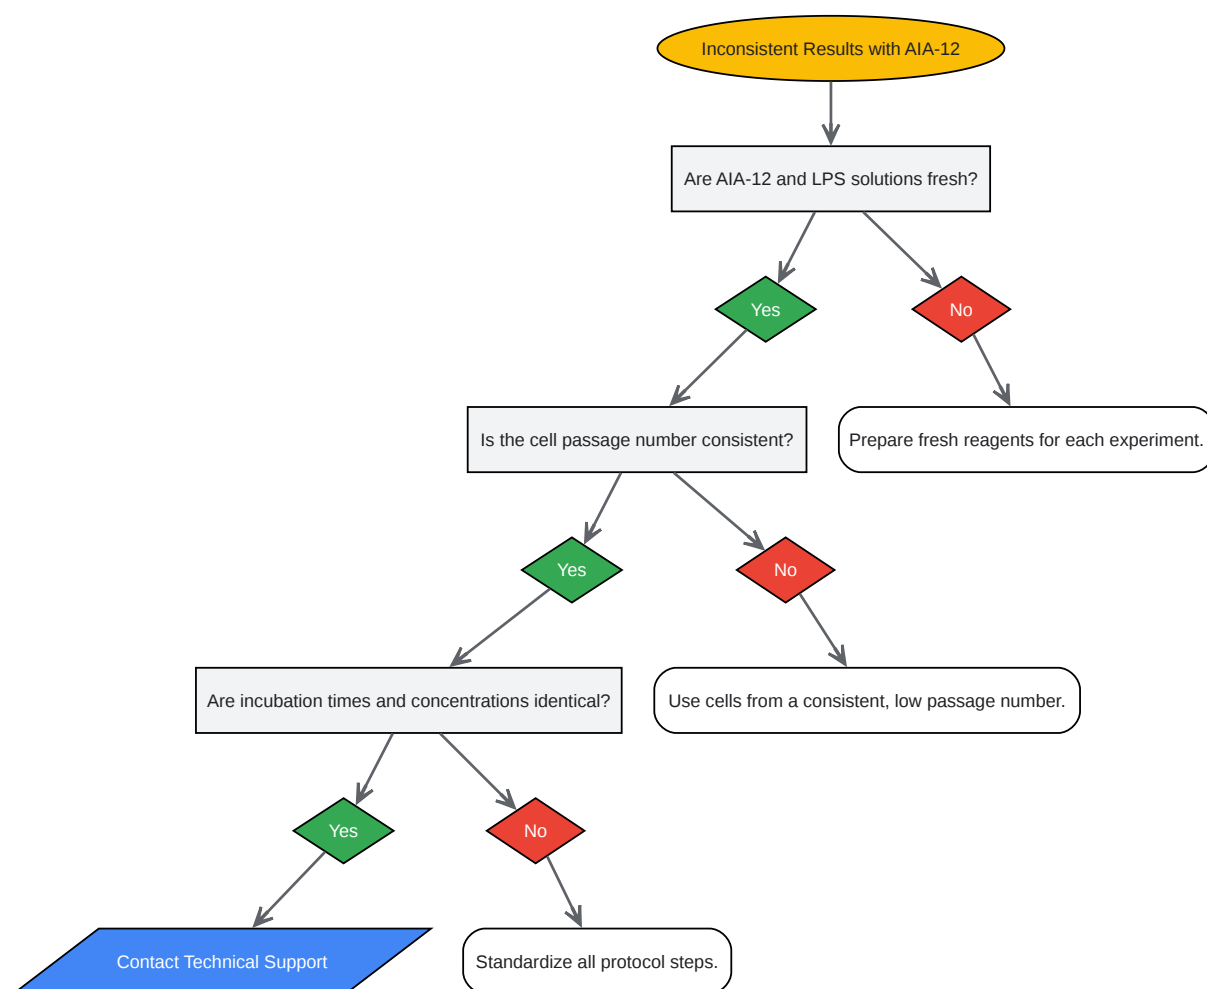 Inconsistent Results with AIA-12
Are AIA-12 and LPS solutions fresh?
Yes
No
Is the cell passage number consistent?
Prepare fresh reagents for each experiment.
Yes
No
Are incubation times and concentrations identical?
Use cells from a consistent, low passage number.
Yes
No
Contact Technical Support
Standardize all protocol steps.